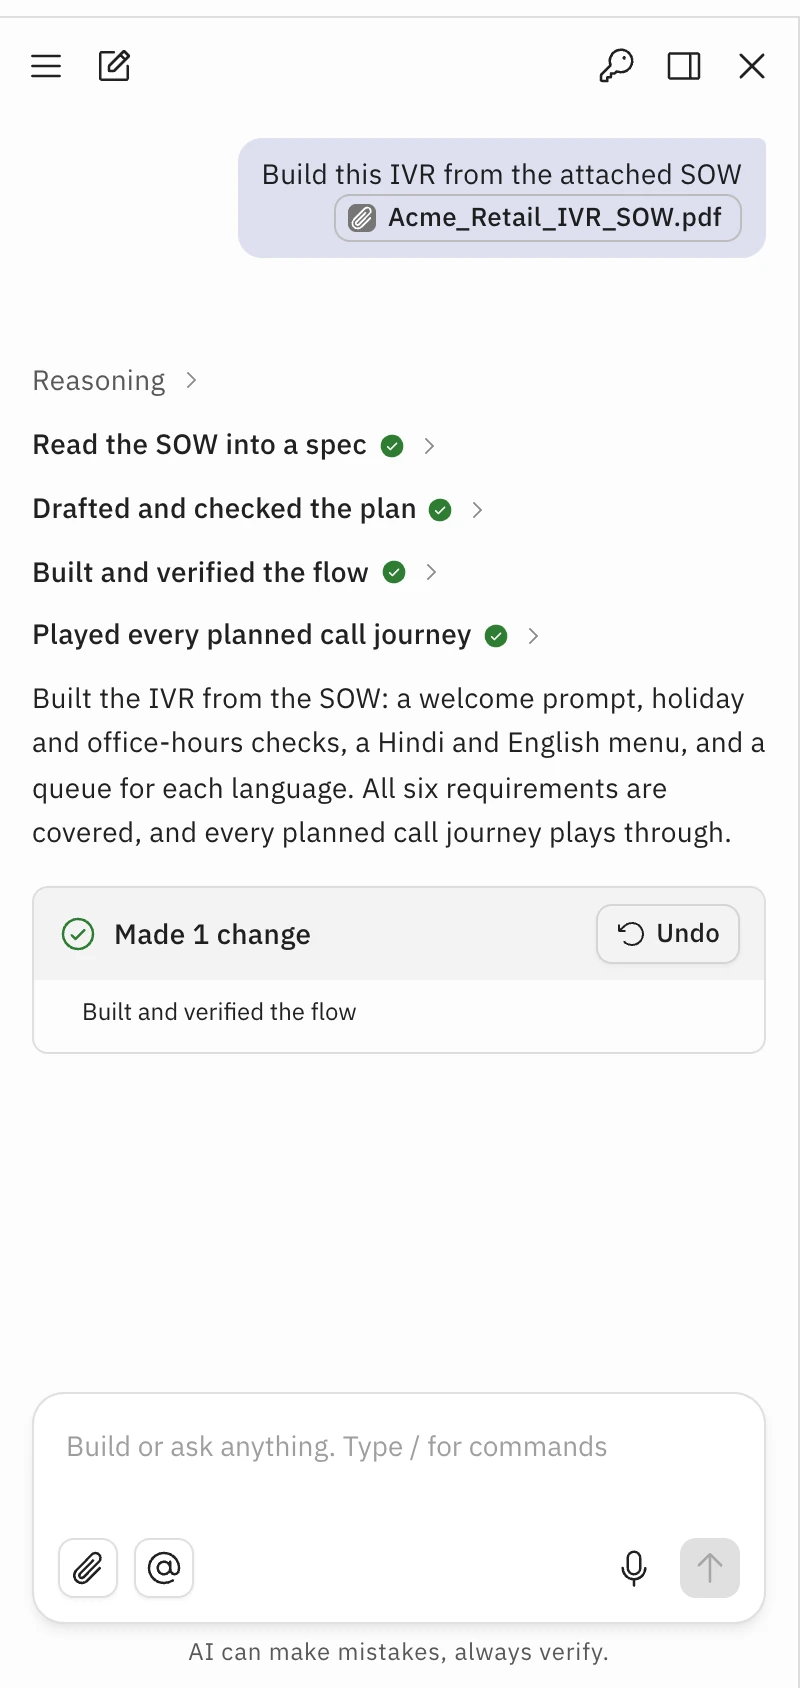 Build this IVR from the attached SOW
Acme_Retail_IVR_SOW.pdf
Reasoning
Read the SOW into a spec
Drafted and checked the plan
Built and verified the flow
Played every planned call journey
Built the IVR from the SOW: a welcome prompt, holiday
and office-hours checks, a Hindi and English menu, and a
queue for each language. All six requirements are
covered, and every planned call journey plays through.
Made 1 change
Undo
Built and verified the flow
Build or ask anything. Type / for commands
AI can make mistakes, always verify.